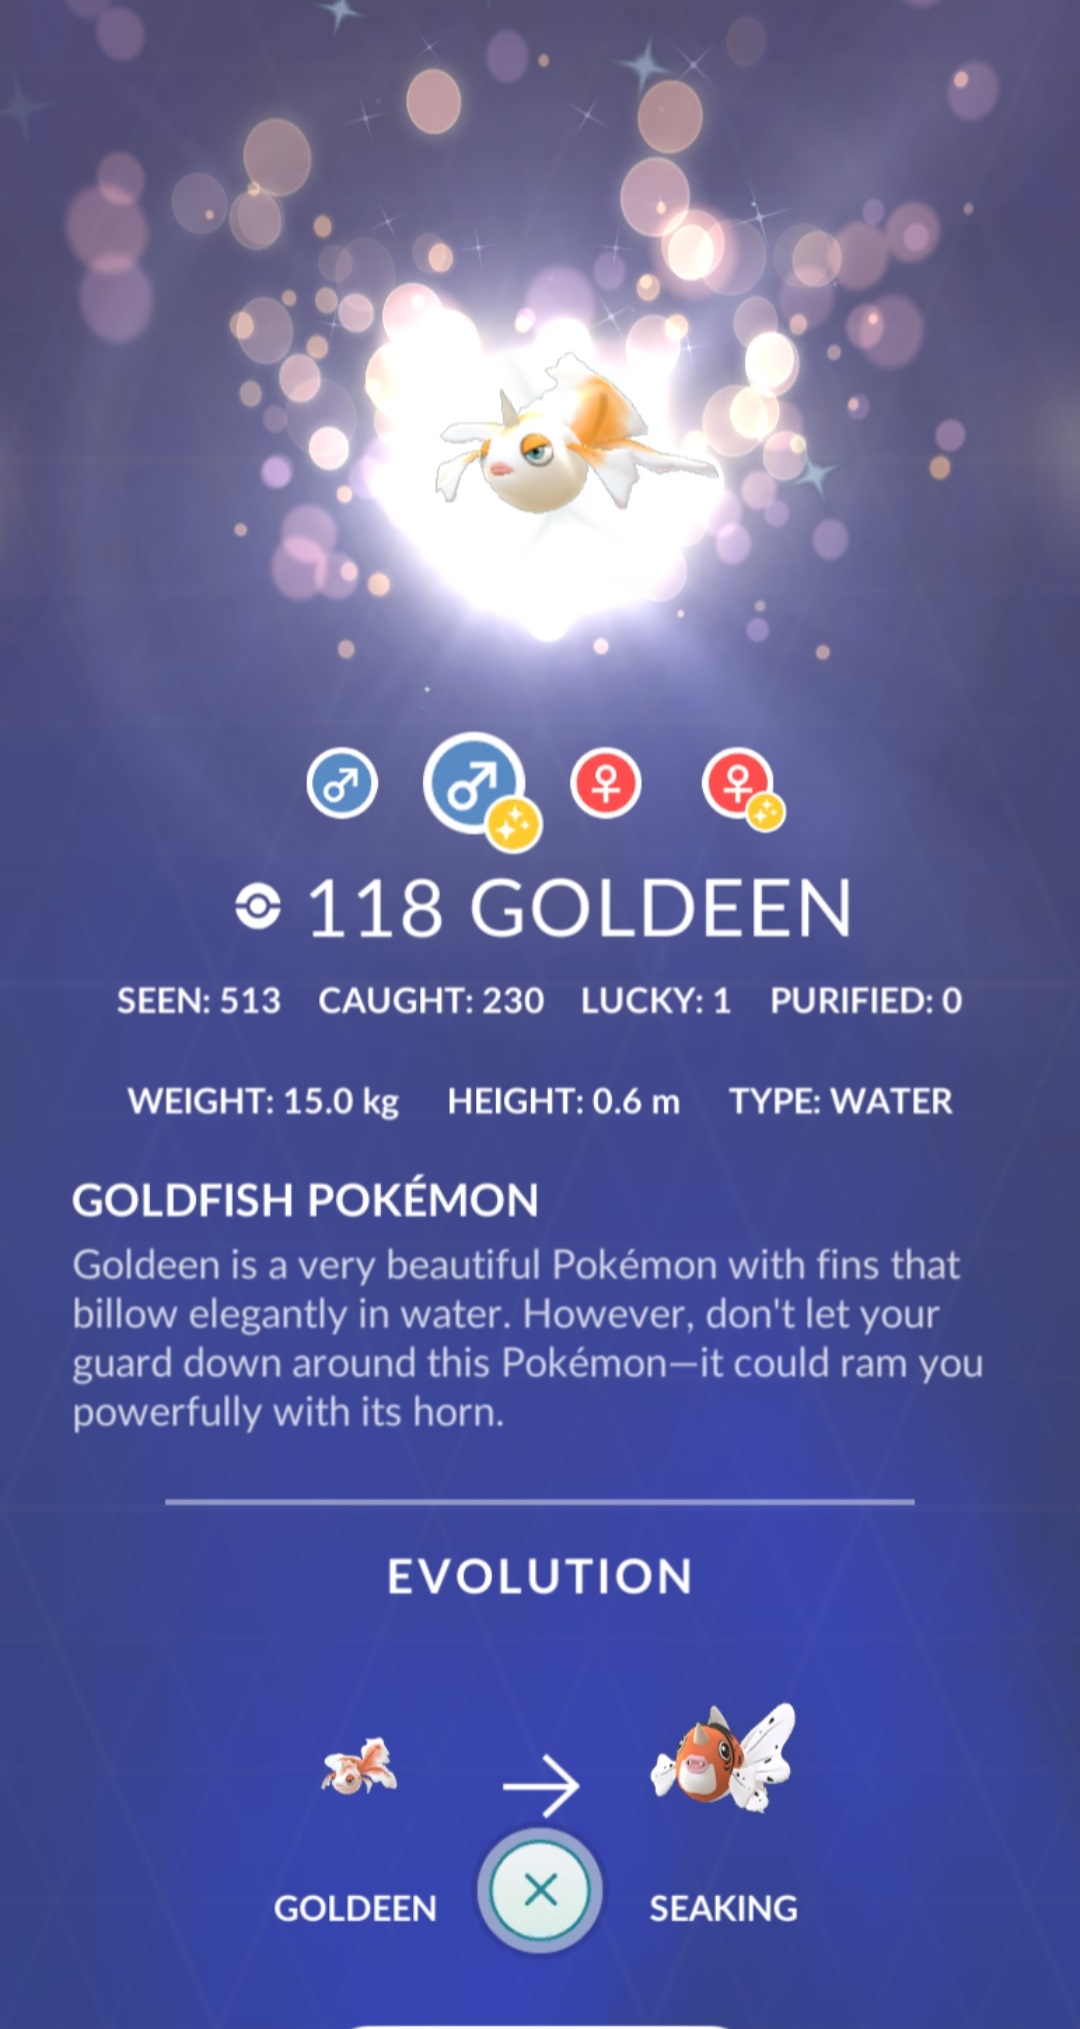 118 GOLDEEN
SEEN: 513 CAUGHT: 230 LUCKY: 1 PURIFIED: 0
WEIGHT: 15.0 kg HEIGHT: 0.6 m TYPE: WATER
GOLDFISH POKÉMON
Goldeen is a very beautiful Pokémon with fins that
billow elegantly in water. However, don't let your
guard down around this Pokémon—it could ram you
powerfully with its horn.
EVOLUTION
GOLDEEN SEAKING